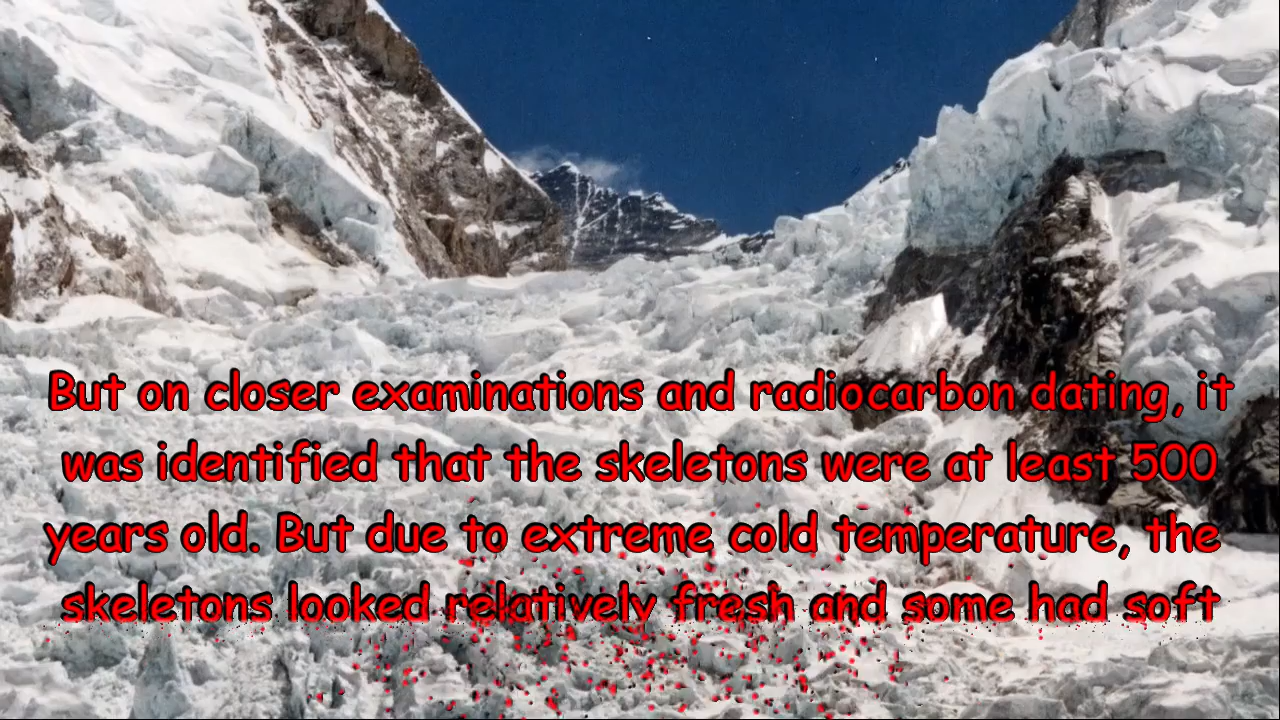 But on closer examinations and radiocarbon dating, it
was identified that the skeletons were at least 500
years old. But due to extreme cold temperature, the
skeletons looked relatively fresh and some had soft